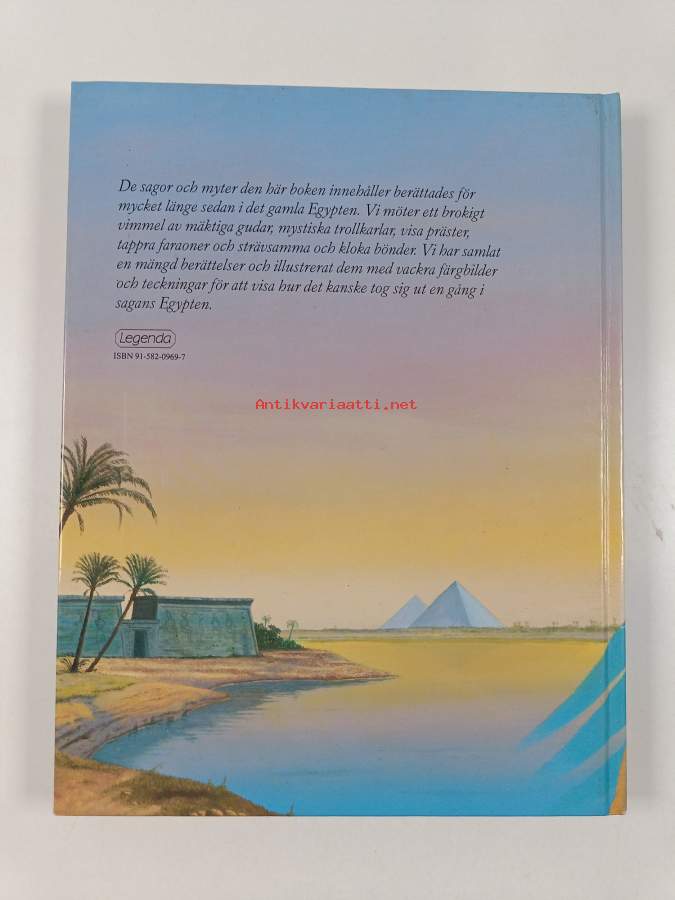 De sagor och myter den här boken innehåller berättades för
mycket länge sedan i det gamla Egypten. Vi möter ett brokigt
vimmel av mäktiga gudar, mystiska trollkarlar, visa präster,
tappra faraoner och strävsamma och kloka bönder. Vi har samlat
en mängd berättelser och illustrerat dem med vackra färgbilder
och teckningar för att visa hur det kanske tog sig ut en gång i
sagans Egypten.
Legenda
ISBN 91-582-0969-7
Antikvariaatti.net